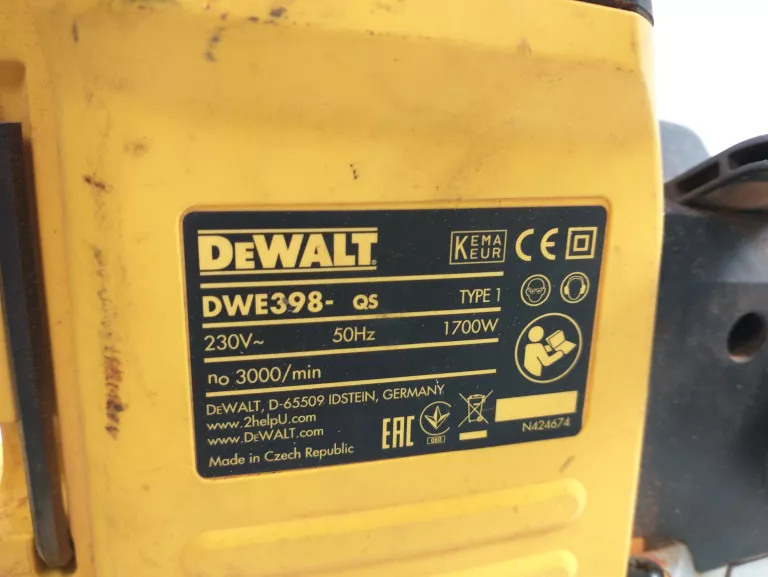 DEWALT
KEMA
KEUR
CE
DWE398- QS
TYPE 1
230V~ 50Hz 1700W
no 3000/min
DEWALT, D-65509 IDSTEIN, GERMANY
www.2helpU.com
www.DEWALT.com
Made in Czech Republic
EAC
N424674